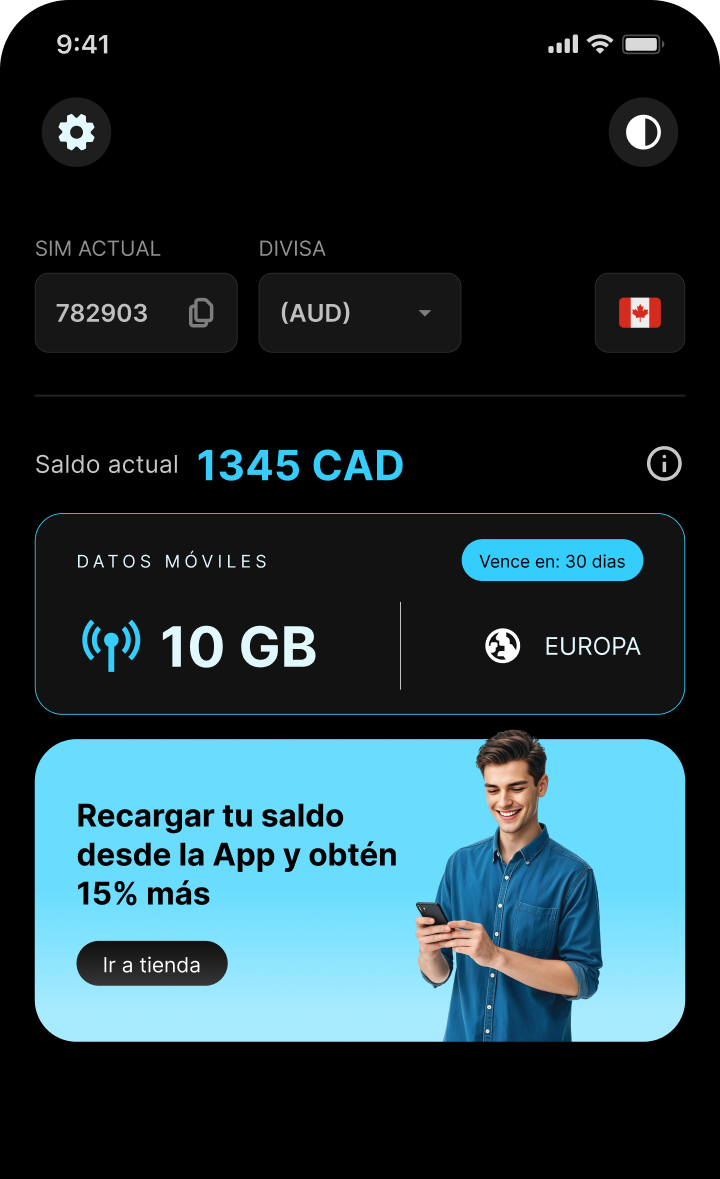 9:41
SIM ACTUAL
DIVISA
782903
(AUD)
Saldo actual 1345 CAD
DATOS MÓVILES
Vence en: 30 dias
10 GB
EUROPA
Recargar tu saldo
desde la App y obtén
15% más
Ir a tienda